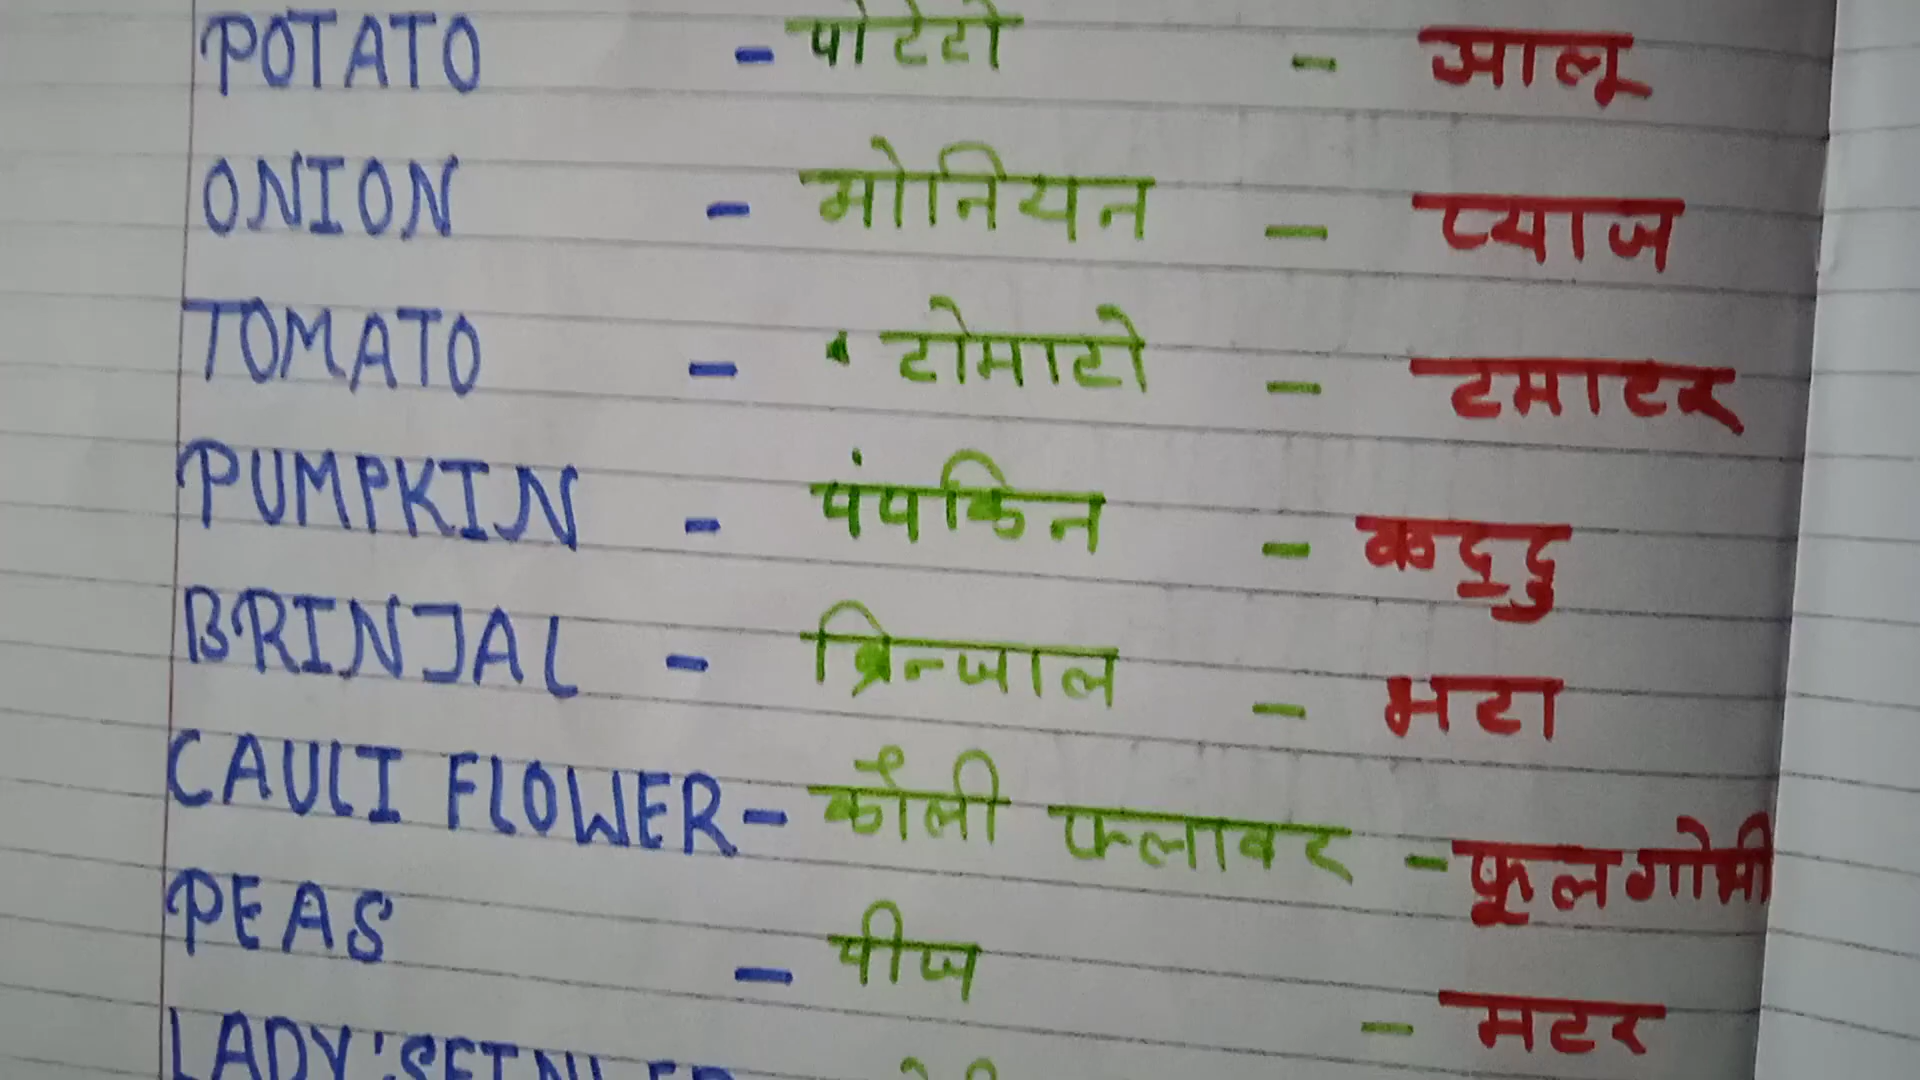 POTATO - पोटेटो - आलू
ONION - ओनियन - प्याज
TOMATO - टोमाटो - टमाटर
PUMPKIN - पंपकिन - कद्दु
BRINJAL - ब्रिन्जाल - भटा
CAULI FLOWER - कौली फ्लावर - फूलगोभी
PEAS - पीज - मटर